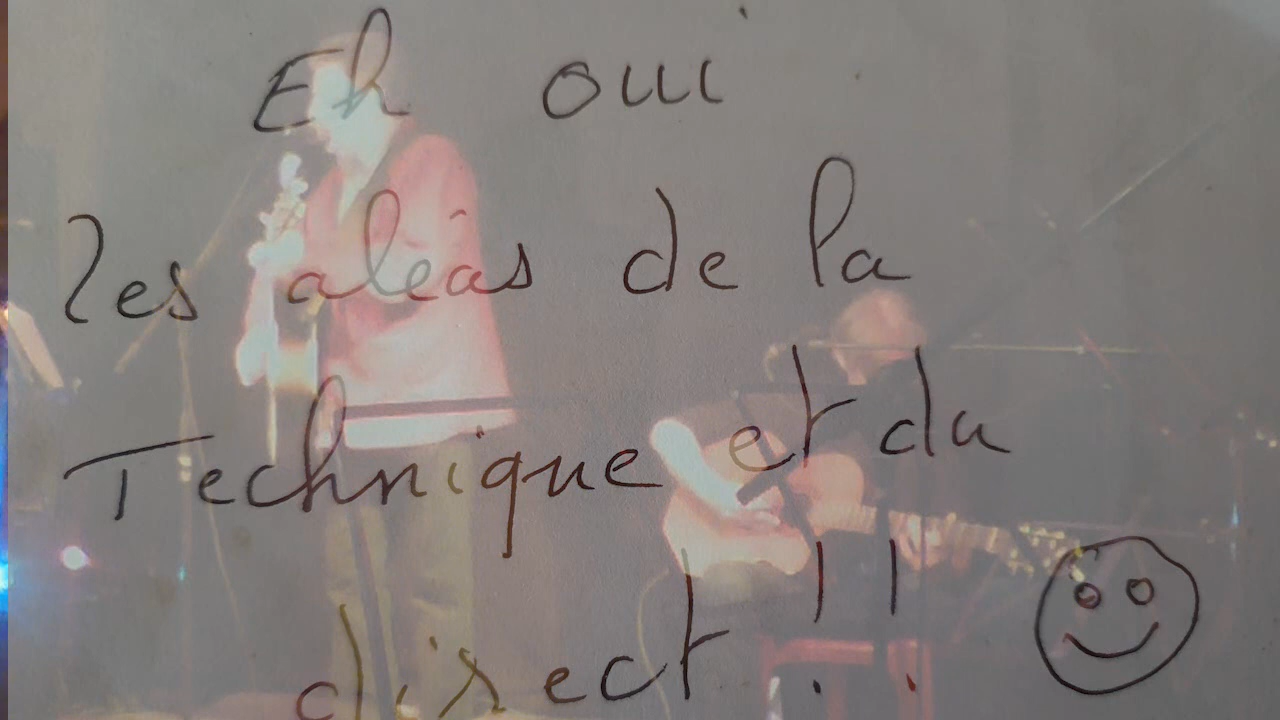 Eh oui
les aléas de la
Technique et du
direct !!